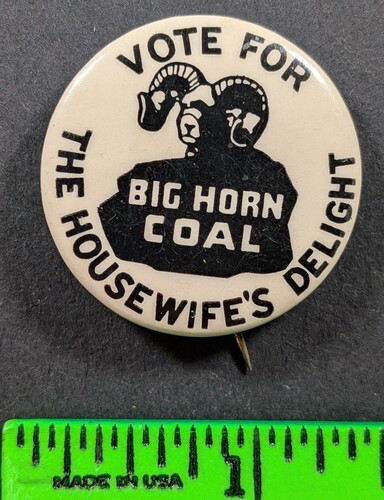 VOTE FOR
BIG HORN
COAL
THE HOUSEWIFE'S DELIGHT
MADE IN USA
1